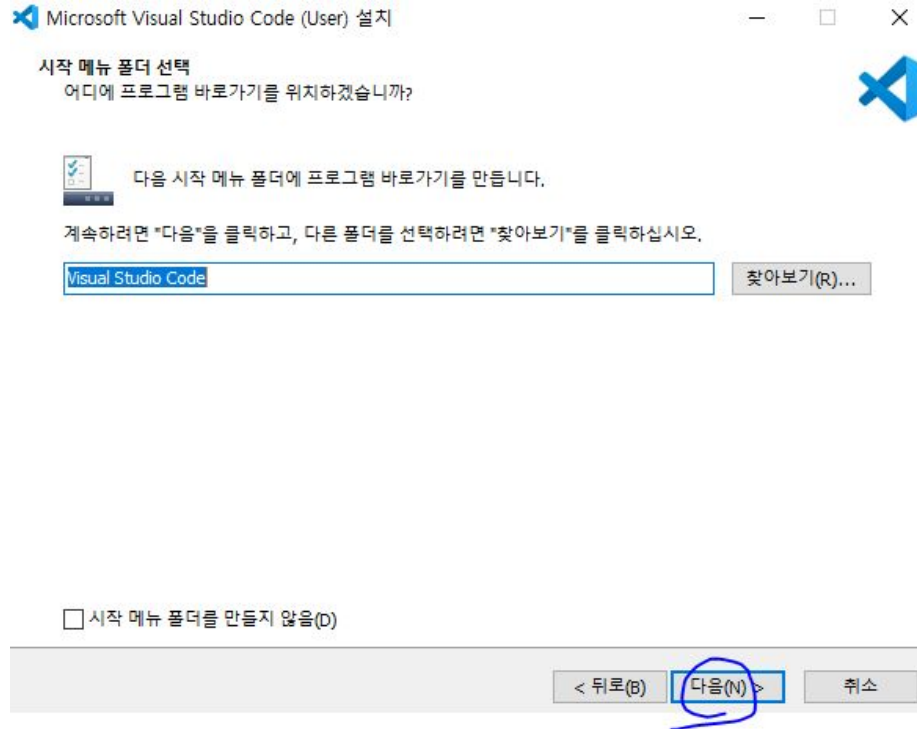 Microsoft Visual Studio Code (User) 설치
시작 메뉴 폴더 선택
어디에 프로그램 바로가기를 위치하겠습니까?
다음 시작 메뉴 폴더에 프로그램 바로가기를 만듭니다.
계속하려면 "다음"을 클릭하고, 다른 폴더를 선택하려면 "찾아보기"를 클릭하십시오.
Visual Studio Code
찾아보기(R)...
시작 메뉴 폴더를 만들지 않음(D)
< 뒤로(B) 다음(N) > 취소